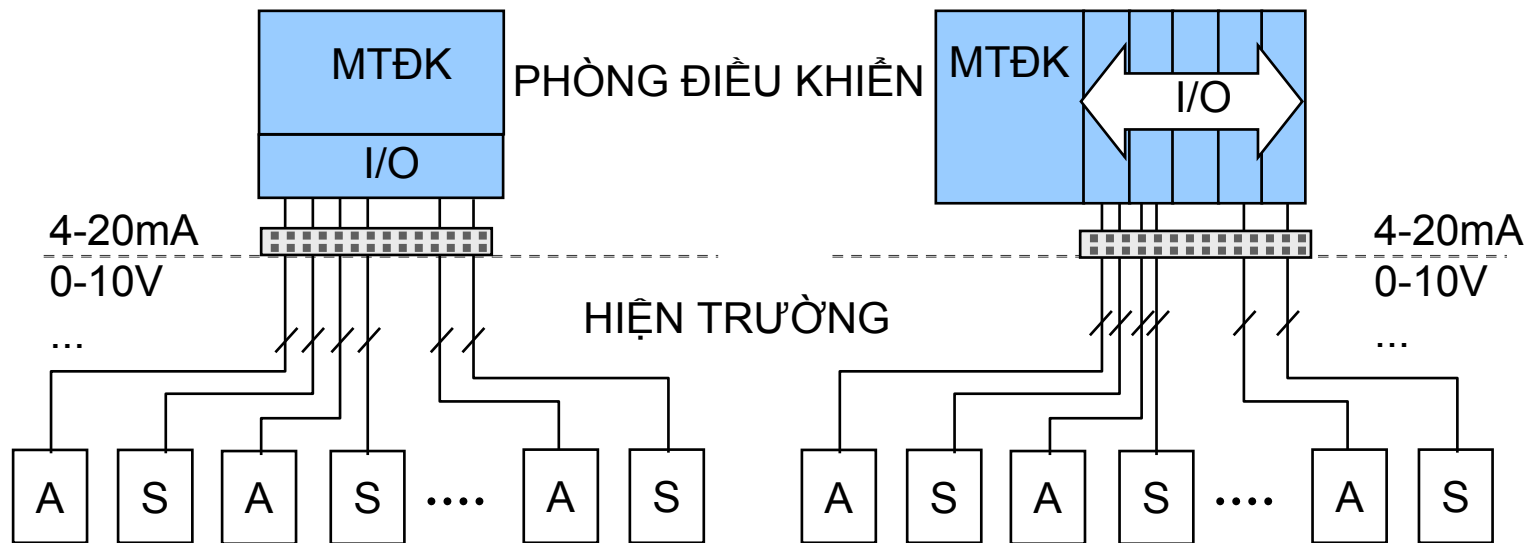 MTĐK
I/O
PHÒNG ĐIỀU KHIỂN
MTĐK
I/O
4-20mA
0-10V
...
HIỆN TRƯỜNG
4-20mA
0-10V
...
A S A S .... A S
A S A S .... A S